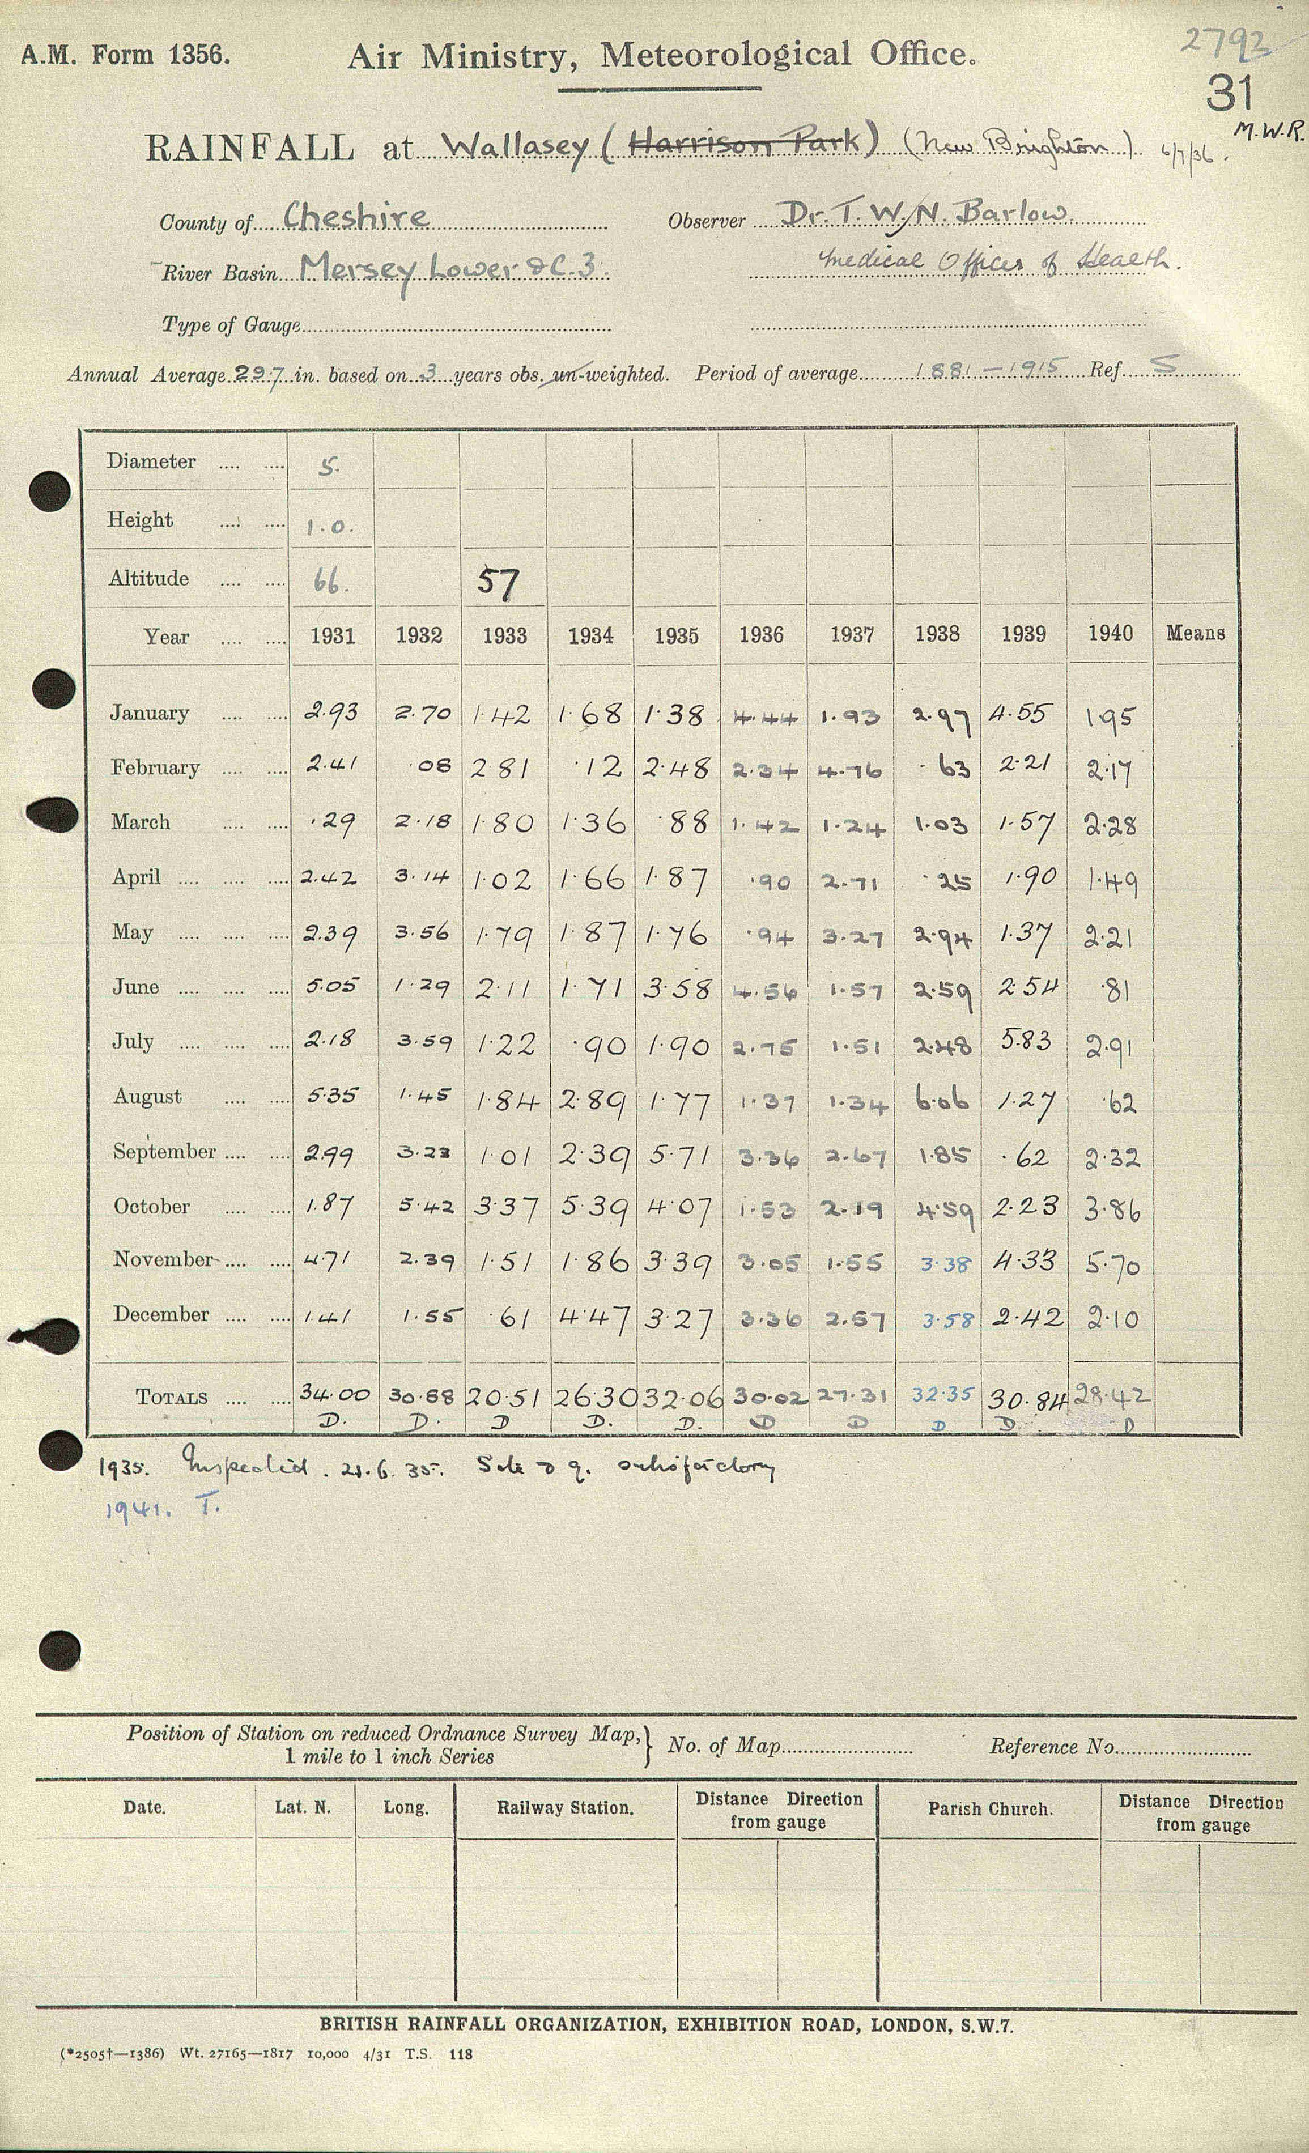 A.M. Form 1356. Air Ministry, Meteorological Office. 2793
31
M.W.R.
RAINFALL at Wallasey (Harrison Park) (New Brighton) 6/7/36.
County of Cheshire Observer Dr. T. W. N. Barlow
River Basin Mersey Lower & C. 3. Medical Officer of Health.
Type of Gauge
Annual Average 29.7 in. based on 3 years obs. un-weighted. Period of average 1881-1915 Ref. S
Diameter .... .... 5.
Height .... .... 1.0.
Altitude .... .... 66. 57
Year .... .... 1931 1932 1933 1934 1935 1936 1937 1938 1939 1940 Means
January .... .... 2.93 2.70 1.42 1.68 1.38 4.44 1.93 2.97 4.55 1.95
February .... .... 2.41 .08 2.81 .12 2.48 2.34 4.76 .63 2.21 2.17
March .... .... .29 2.18 1.80 1.36 .88 1.42 1.24 1.03 1.57 2.28
April .... .... .... 2.42 3.14 1.02 1.66 1.87 .90 2.71 .25 1.90 1.49
May .... .... .... 2.39 3.56 1.79 1.87 1.76 .94 3.27 2.94 1.37 2.21
June .... .... .... 5.05 1.29 2.11 1.71 3.58 4.56 1.57 2.59 2.54 .81
July .... .... .... 2.18 3.59 1.22 .90 1.90 2.75 1.51 2.48 5.83 2.91
August .... .... 5.35 1.45 1.84 2.89 1.77 1.37 1.34 6.06 1.27 .62
September .... .... 2.99 3.23 1.01 2.39 5.71 3.36 2.67 1.85 .62 2.32
October .... .... 1.87 5.42 3.37 5.39 4.07 1.53 2.19 4.59 2.23 3.86
November .... .... 4.71 2.39 1.51 1.86 3.39 3.05 1.55 3.38 4.33 5.70
December .... .... 1.41 1.55 .61 4.47 3.27 3.36 2.57 3.58 2.42 2.10
TOTALS .... .... 34.00 30.58 20.51 26.30 32.06 30.02 27.31 32.35 30.84 28.42
D. D. D D. D. D D D D. D
1935. Inspected. 21.6.35. Site & g. satisfactory
1941. T.
Position of Station on reduced Ordnance Survey Map,} No. of Map Reference No.
1 mile to 1 inch Series
Date. Lat. N. Long. Railway Station. Distance Direction from gauge Parish Church. Distance Direction from gauge
BRITISH RAINFALL ORGANIZATION, EXHIBITION ROAD, LONDON, S.W.7.
(*2505†—1386) Wt. 27165—1817 10,000 4/31 T.S. 118